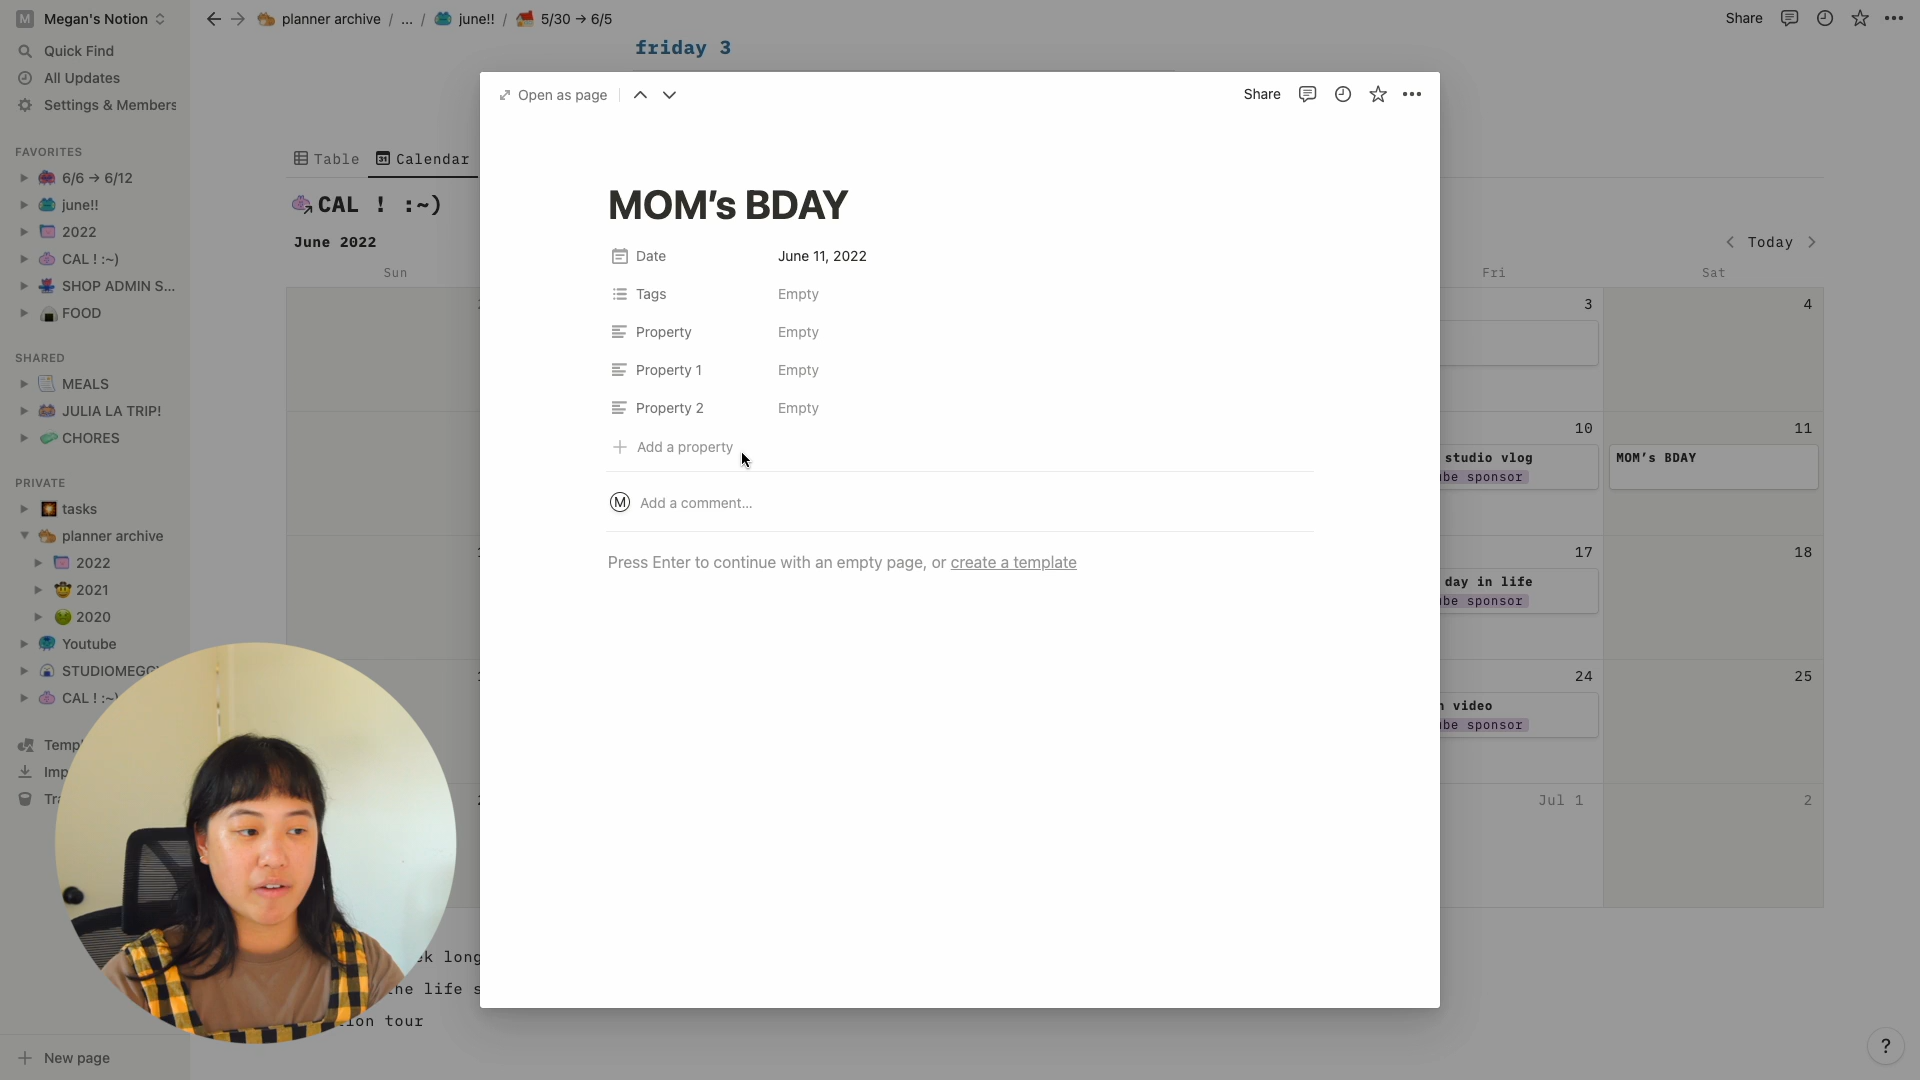 M Megan's Notion
planner archive / ... / june!! / 5/30 → 6/5
Share
Quick Find
All Updates
Settings & Members
FAVORITES
6/6 → 6/12
june!!
2022
CAL ! :~)
SHOP ADMIN S...
FOOD
SHARED
MEALS
JULIA LA TRIP!
CHORES
PRIVATE
tasks
planner archive
2022
2021
2020
Youtube
CAL ! :~)
New page
friday 3
Table
31 Calendar
CAL ! :~)
June 2022
Today
Sun
Fri
Sat
3
4
10
11
studio vlog
sponsor
MOM's BDAY
17
18
day in life
sponsor
24
25
video
sponsor
Jul 1
2
long
the life
tour
Open as page
Share
MOM's BDAY
Date June 11, 2022
Tags Empty
Property Empty
Property 1 Empty
Property 2 Empty
+ Add a property
M Add a comment...
Press Enter to continue with an empty page, or create a template
?